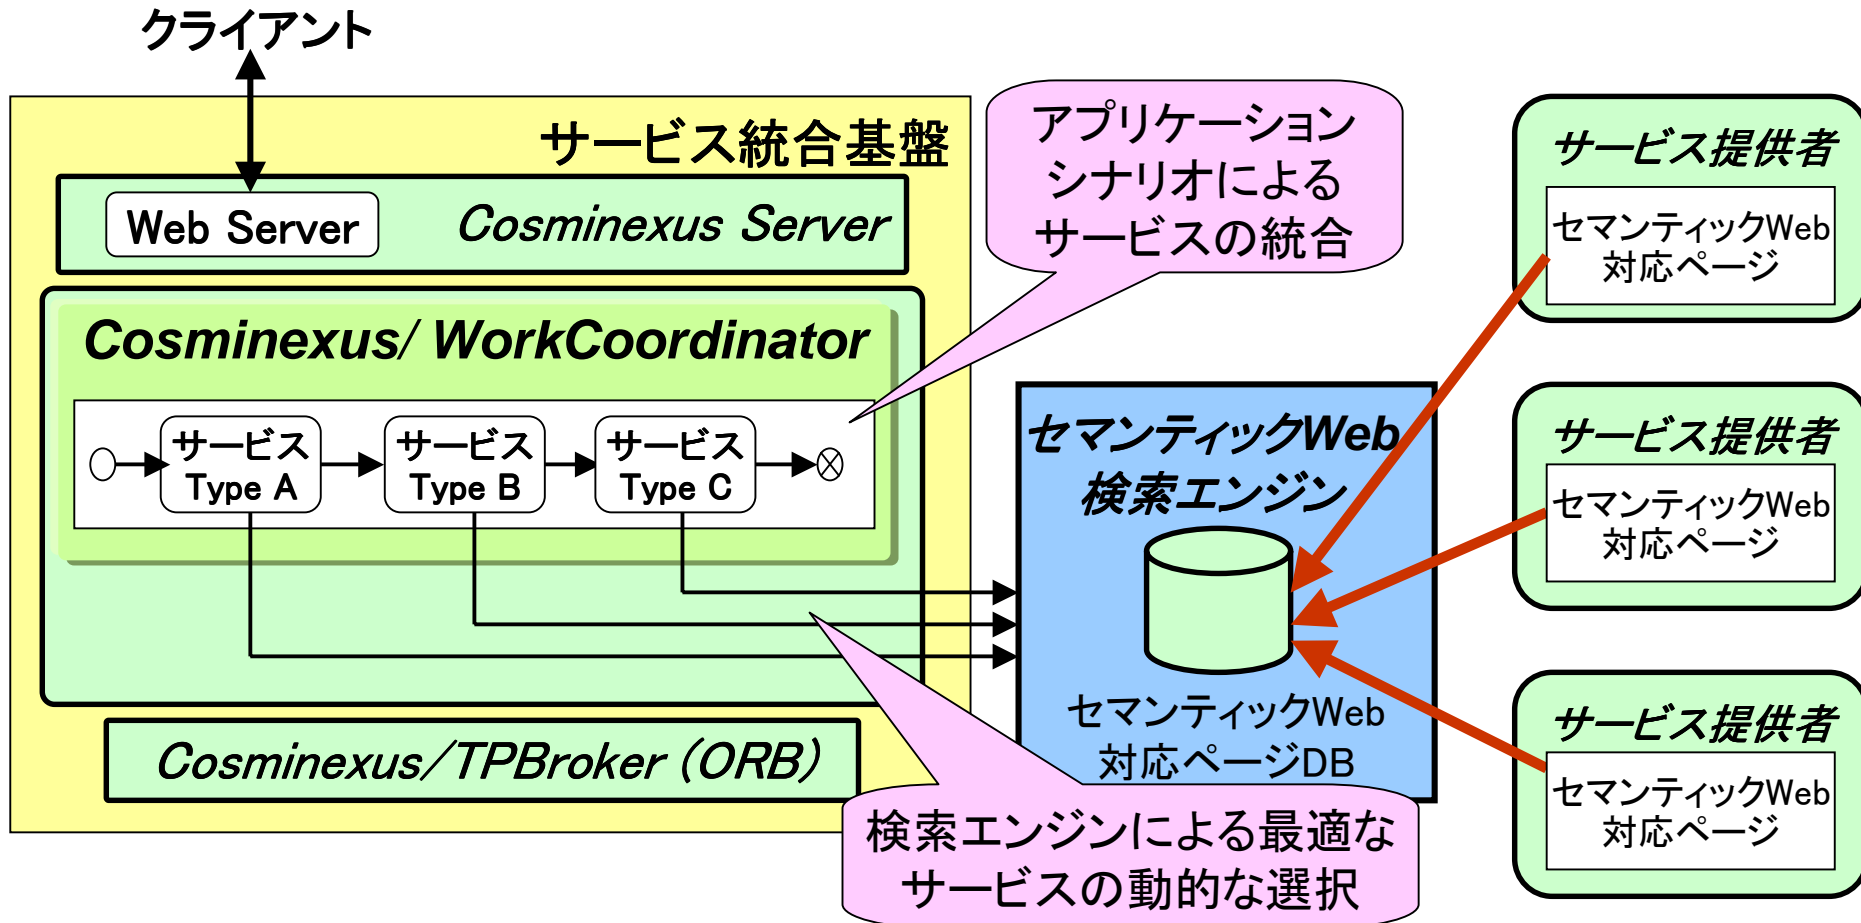 クライアント
サービス統合基盤
Web Server
Cosminexus Server
Cosminexus/ WorkCoordinator
サービス
Type A
サービス
Type B
サービス
Type C
Cosminexus/TPBroker (ORB)
アプリケーション
シナリオによる
サービスの統合
セマンティックWeb
検索エンジン
セマンティックWeb
対応ページDB
検索エンジンによる最適な
サービスの動的な選択
サービス提供者
セマンティックWeb
対応ページ
サービス提供者
セマンティックWeb
対応ページ
サービス提供者
セマンティックWeb
対応ページ